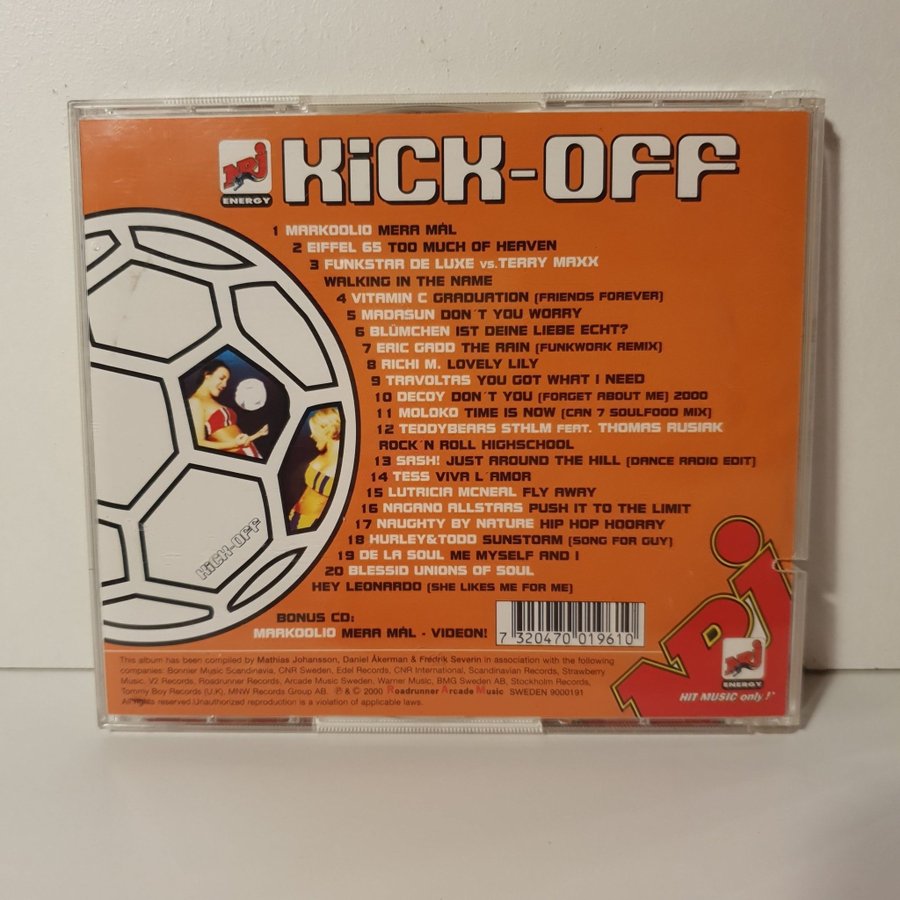 NRJ
ENERGY
KiCK-OFF
1 MARKOOLIO MERA MÅL
2 EIFFEL 65 TOO MUCH OF HEAVEN
3 FUNKSTAR DE LUXE VS. TERRY MAXX
WALKING IN THE NAME
4 VITAMIN C GRADUATION (FRIENDS FOREVER)
5 MADASUN DON´T YOU WORRY
6 BLÜMCHEN IST DEINE LIEBE ECHT?
7 ERIC GADD THE RAIN (FUNKWORK REMIX)
8 RICHI M. LOVELY LILY
9 TRAVOLTAS YOU GOT WHAT I NEED
10 DECOY DON´T YOU (FORGET ABOUT ME) 2000
11 MOLOKO TIME IS NOW (CAN 7 SOULFOOD MIX)
12 TEDDYBEARS STHLM FEAT. THOMAS RUSIAK
ROCK´N ROLL HIGHSCHOOL
13 SASH! JUST AROUND THE HILL (DANCE RADIO EDIT)
14 TESS VIVA L´AMOR
15 LUTRICIA MCNEAL FLY AWAY
16 NAGANO ALLSTARS PUSH IT TO THE LIMIT
17 NAUGHTY BY NATURE HIP HOP HOORAY
18 HURLEY&TODD SUNSTORM (SONG FOR GUY)
19 DE LA SOUL ME MYSELF AND I
20 BLESSID UNIONS OF SOUL
HEY LEONARDO (SHE LIKES ME FOR ME)
KiCK-OFF
BONUS CD:
MARKOOLIO MERA MÅL - VIDEON!
7 320470 019610
This album has been compiled by Mathias Johansson, Daniel Åkerman & Fredrik Severin in association with the following
companies: Bonnier Music Scandinavia, CNR Sweden, Edel Records, CNR International, Scandinavian Records, Strawberry
Music, V2 Records, Roadrunner Records, Arcade Music Sweden, Warner Music, BMG Sweden AB, Stockholm Records,
Tommy Boy Records (U.K), MNW Records Group AB. ℗ & © 2000 Roadrunner Arcade Music SWEDEN 9000191
All rights reserved. Unauthorized reproduction is a violation of applicable laws.
NRJ
NRJ
ENERGY
HIT MUSIC only!